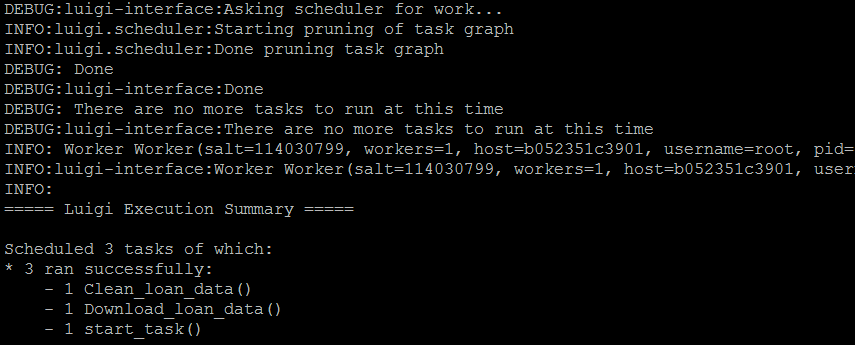 DEBUG:luigi-interface:Asking scheduler for work...
INFO:luigi.scheduler:Starting pruning of task graph
INFO:luigi.scheduler:Done pruning task graph
DEBUG: Done
DEBUG:luigi-interface:Done
DEBUG: There are no more tasks to run at this time
DEBUG:luigi-interface:There are no more tasks to run at this time
INFO: Worker Worker(salt=114030799, workers=1, host=b052351c3901, username=root, pid=
INFO:luigi-interface:Worker Worker(salt=114030799, workers=1, host=b052351c3901, user
INFO:
===== Luigi Execution Summary =====
Scheduled 3 tasks of which:
* 3 ran successfully:
    - 1 Clean_loan_data()
    - 1 Download_loan_data()
    - 1 start_task()